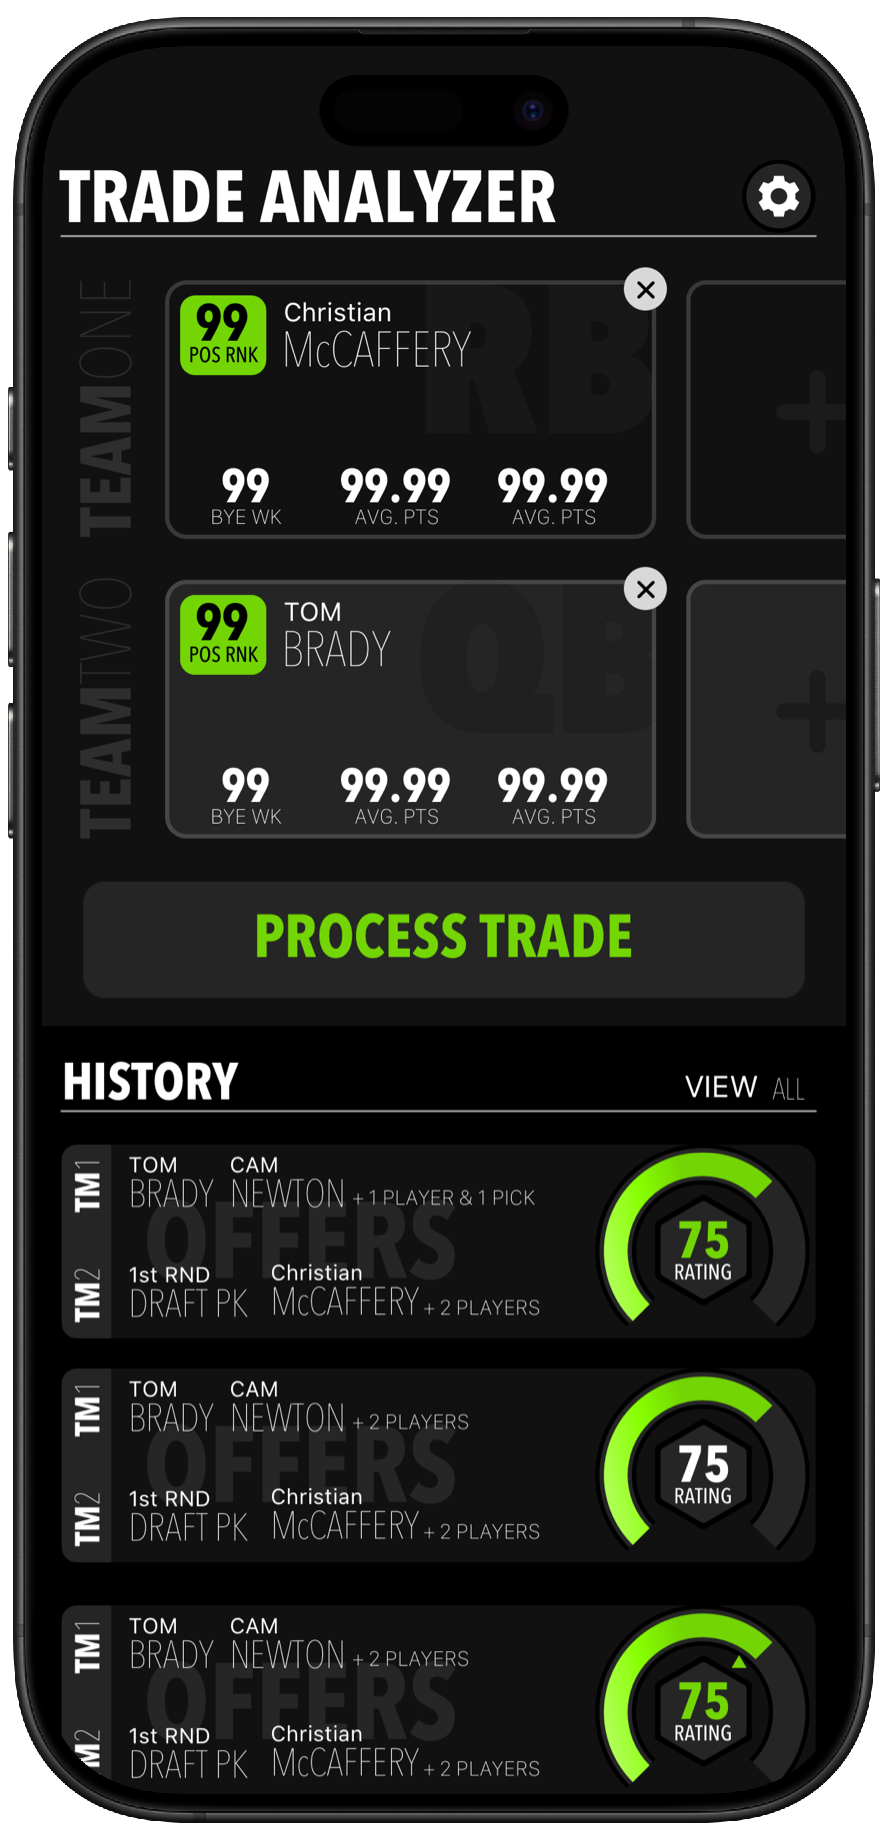 TRADE ANALYZER
TEAMONE
RB
99
POS RNK
Christian
McCAFFERY
99
BYE WK
99.99
AVG. PTS
99.99
AVG. PTS
TEAMTWO
QB
99
POS RNK
TOM
BRADY
99
BYE WK
99.99
AVG. PTS
99.99
AVG. PTS
PROCESS TRADE
HISTORY
VIEW ALL
TM1
TOM CAM
BRADY NEWTON + 1 PLAYER & 1 PICK
OFFERS
TM2
1st RND Christian
DRAFT PK McCAFFERY + 2 PLAYERS
75
RATING
TM1
TOM CAM
BRADY NEWTON + 2 PLAYERS
OFFERS
TM2
1st RND Christian
DRAFT PK McCAFFERY + 2 PLAYERS
75
RATING
TM1
TOM CAM
BRADY NEWTON + 2 PLAYERS
OFFERS
M2
1st RND Christian
DRAFT PK McCAFFERY + 2 PLAYERS
75
RATING